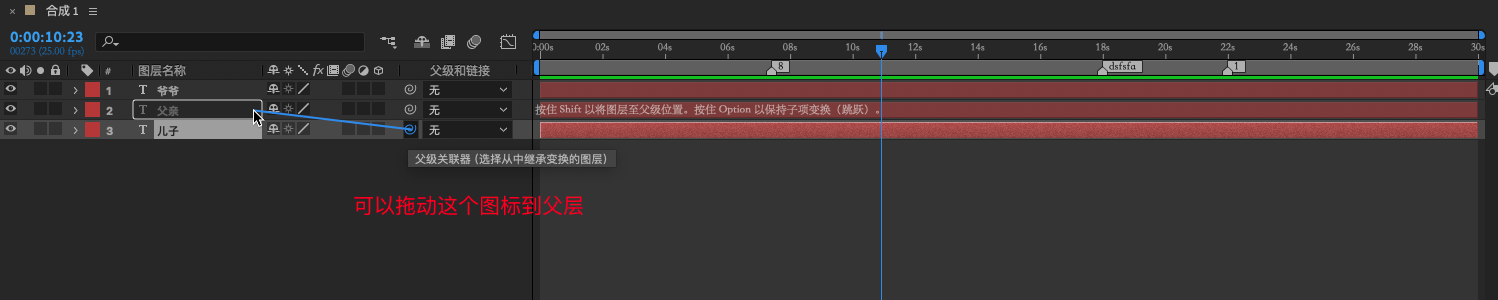 合成 1
0:00:10:23
00273 (25.00 fps)
:00s 02s 04s 06s 08s 10s 12s 14s 16s 18s 20s 22s 24s 26s 28s 30s
# 图层名称 fx 父级和链接
8 dsfsfa 1
1 T 爷爷 无
2 T 父亲 无 按住 Shift 以将图层至父级位置。按住 Option 以保持子项变换（跳跃）。
3 T 儿子 无
父级关联器 (选择从中继承变换的图层)
可以拖动这个图标到父层